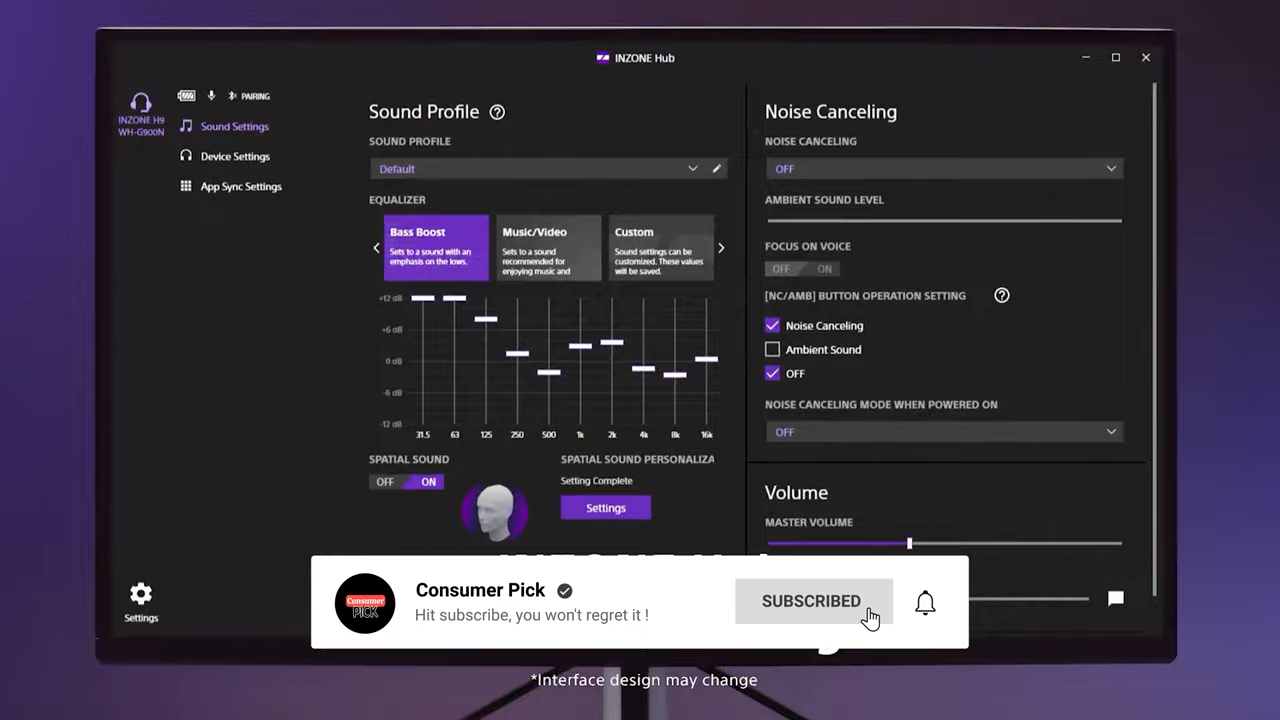 INZONE Hub
INZONE H9
WH-G900N
PAIRING
Sound Settings
Device Settings
App Sync Settings
Settings
Sound Profile
SOUND PROFILE
Default
EQUALIZER
Bass Boost
Sets to a sound with an
emphasis on the lows.
Music/Video
Sets to a sound
recommended for
enjoying music and
Custom
Sound settings can be
customized. These values
will be saved.
+12 dB
+6 dB
0 dB
-6 dB
-12 dB
31.5 63 125 250 500 1k 2k 4k 8k 16k
SPATIAL SOUND
OFF ON
SPATIAL SOUND PERSONALIZA
Setting Complete
Settings
Noise Canceling
NOISE CANCELING
OFF
AMBIENT SOUND LEVEL
FOCUS ON VOICE
OFF ON
[NC/AMB] BUTTON OPERATION SETTING
Noise Canceling
Ambient Sound
OFF
NOISE CANCELING MODE WHEN POWERED ON
OFF
Volume
MASTER VOLUME
Consumer
PICK
Consumer Pick
Hit subscribe, you won't regret it !
SUBSCRIBED
*Interface design may change